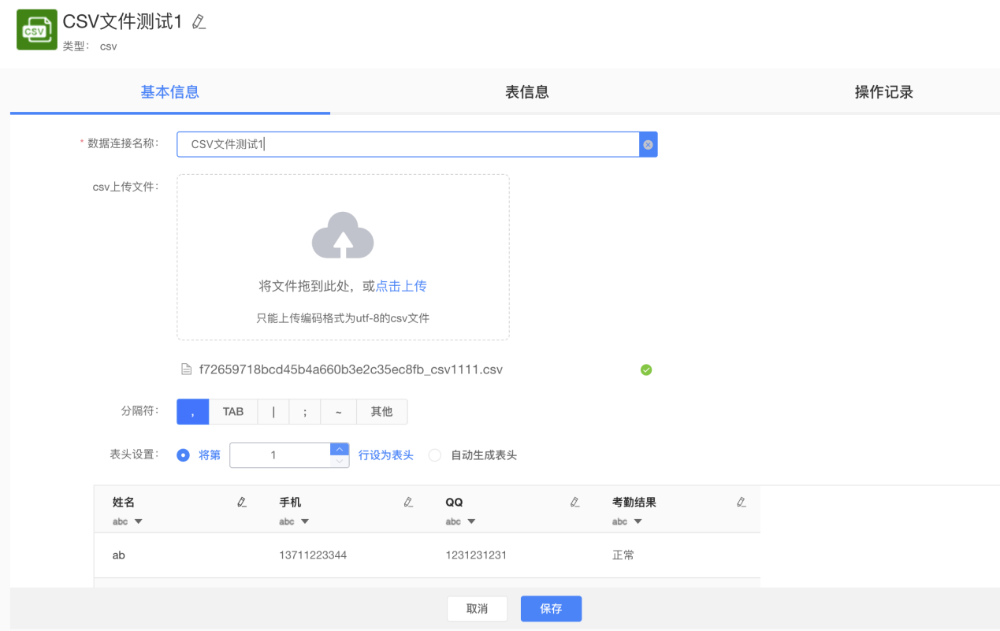 CSV
CSV文件测试1
类型： csv
基本信息 表信息 操作记录
* 数据连接名称： CSV文件测试1
csv上传文件：
将文件拖到此处，或点击上传
只能上传编码格式为utf-8的csv文件
f72659718bcd45b4a660b3e2c35ec8fb_csv1111.csv
分隔符： , TAB | ; ~ 其他
表头设置： 将第 1 行设为表头 自动生成表头
姓名 手机 QQ 考勤结果
abc abc abc abc
ab 13711223344 1231231231 正常
取消 保存